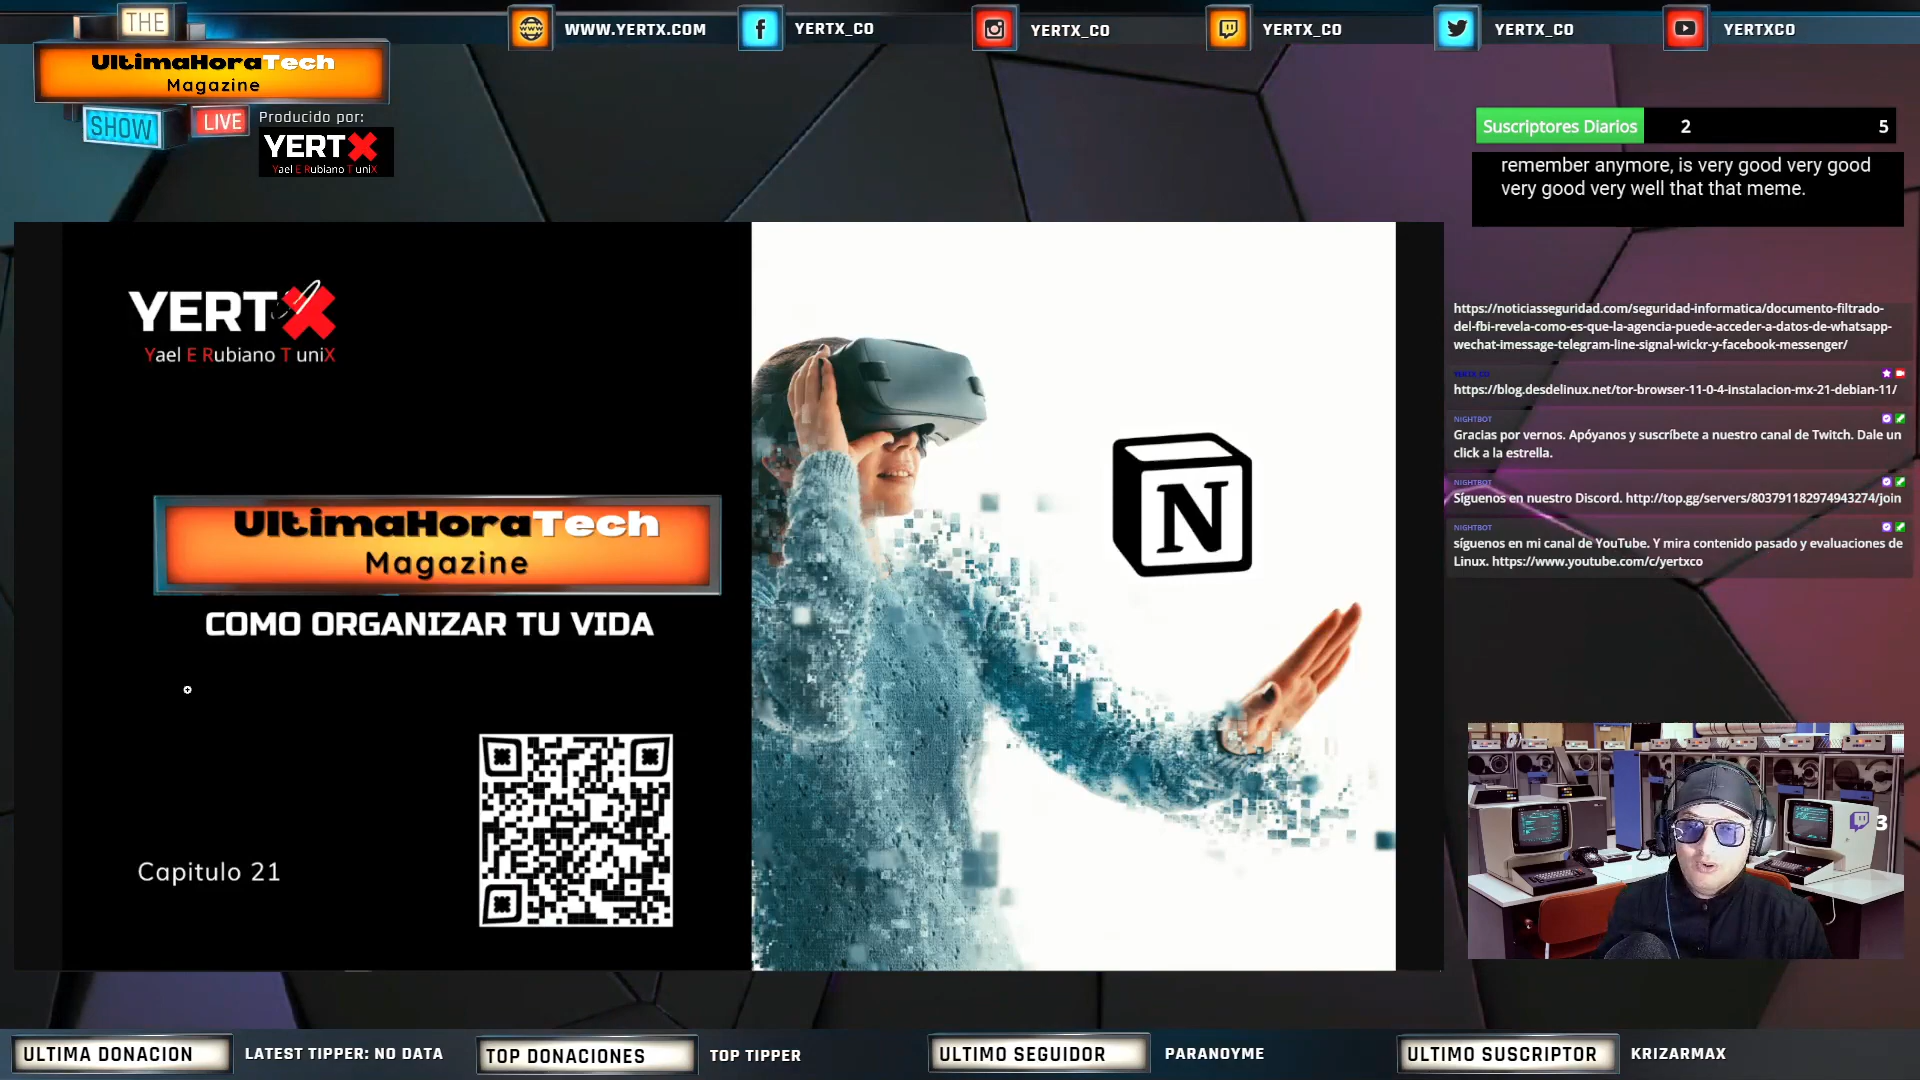 THE
UltimaHoraTech
Magazine
SHOW
LIVE
Producido por:
YERTX
Yael E Rubiano T uniX
WWW.YERTX.COM
YERTX_CO
YERTX_CO
YERTX_CO
YERTX_CO
YERTXCO
Suscriptores Diarios
2
5
remember anymore, is very good very good
very good very well that that meme.
YERTX
Yael E Rubiano T uniX
UltimaHoraTech
Magazine
COMO ORGANIZAR TU VIDA
Capitulo 21
N
https://noticiasseguridad.com/seguridad-informatica/documento-filtrado-
del-fbi-revela-como-es-que-la-agencia-puede-acceder-a-datos-de-whatsapp-
wechat-imessage-telegram-line-signal-wickr-y-facebook-messenger/
YERTX_CO
https://blog.desdelinux.net/tor-browser-11-0-4-instalacion-mx-21-debian-11/
NIGHTBOT
Gracias por vernos. Apóyanos y suscríbete a nuestro canal de Twitch. Dale un
click a la estrella.
NIGHTBOT
Síguenos en nuestro Discord. http://top.gg/servers/803791182974943274/join
NIGHTBOT
síguenos en mi canal de YouTube. Y mira contenido pasado y evaluaciones de
Linux. https://www.youtube.com/c/yertxco
3
ULTIMA DONACION
LATEST TIPPER: NO DATA
TOP DONACIONES
TOP TIPPER
ULTIMO SEGUIDOR
PARANOYME
ULTIMO SUSCRIPTOR
KRIZARMAX